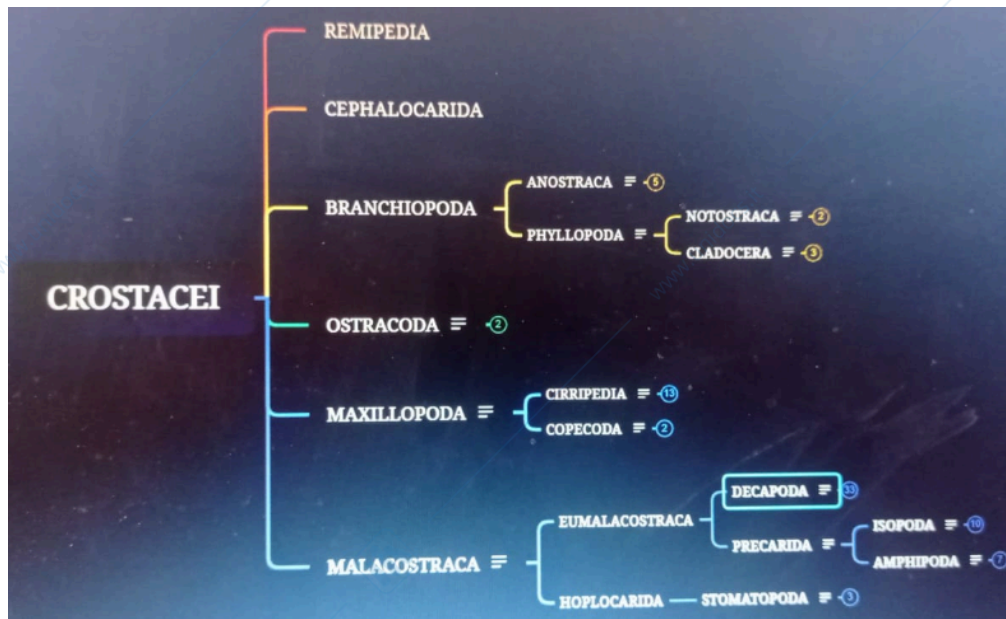 REMIPEDIA
CEPHALOCARIDA
ANOSTRACA 5
BRANCHIOPODA
NOTOSTRACA 2
PHYLLOPODA
CLADOCERA 3
CROSTACEI
OSTRACODA 2
CIRRIPEDIA 13
MAXILLOPODA
COPECODA 2
DECAPODA 33
EUMALACOSTRACA
ISOPODA 10
PRECARIDA
AMPHIPODA 7
MALACOSTRACA
HOPLOCARIDA STOMATOPODA 3